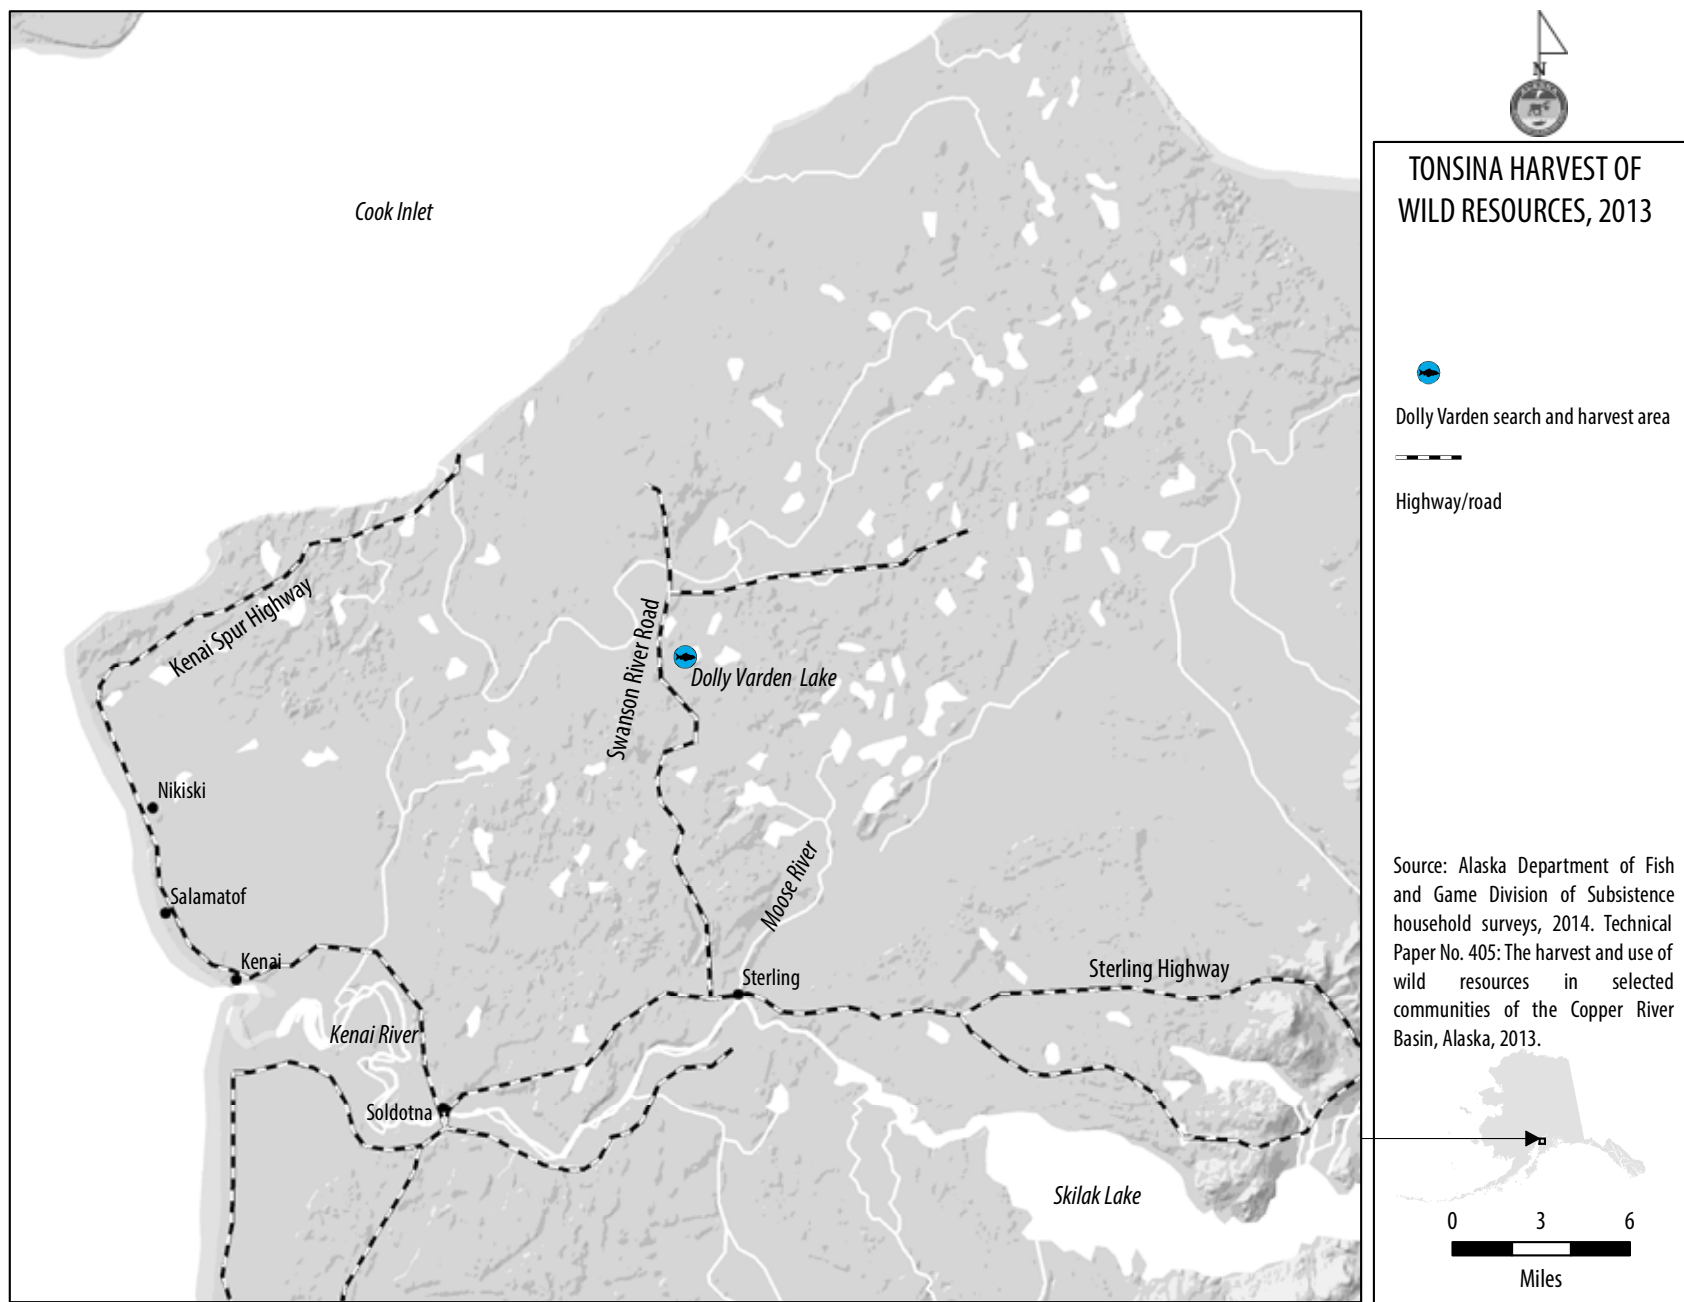 Cook Inlet
Kenai Spur Highway
Swanson River Road
Dolly Varden Lake
Nikiski
Salamatof
Kenai
Moose River
Sterling
Sterling Highway
Kenai River
Soldotna
Skilak Lake
N
ALASKA
TONSINA HARVEST OF
WILD RESOURCES, 2013
Dolly Varden search and harvest area
Highway/road
Source: Alaska Department of Fish
and Game Division of Subsistence
household surveys, 2014. Technical
Paper No. 405: The harvest and use of
wild resources in selected
communities of the Copper River
Basin, Alaska, 2013.
0 3 6
Miles